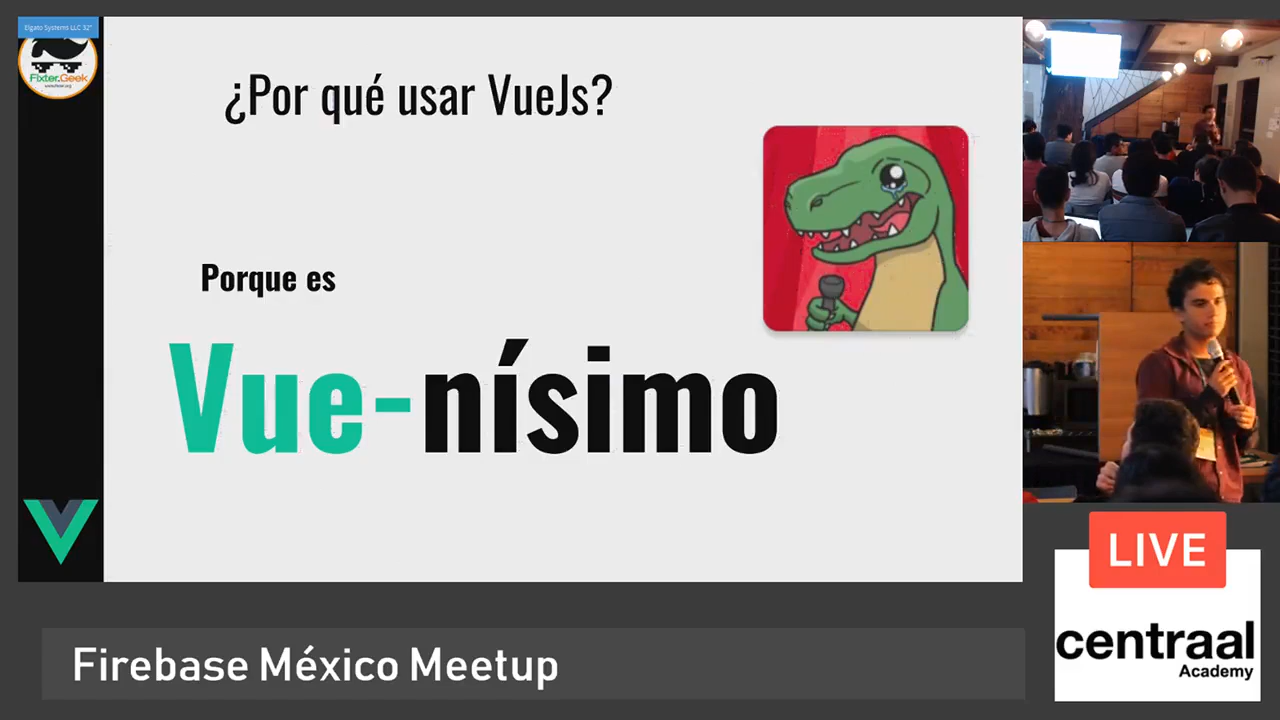 Elgato Systems LLC 32"
Fixter.Geek
¿Por qué usar VueJs?
Porque es
Vue-nísimo
LIVE
centraal
Academy
Firebase México Meetup